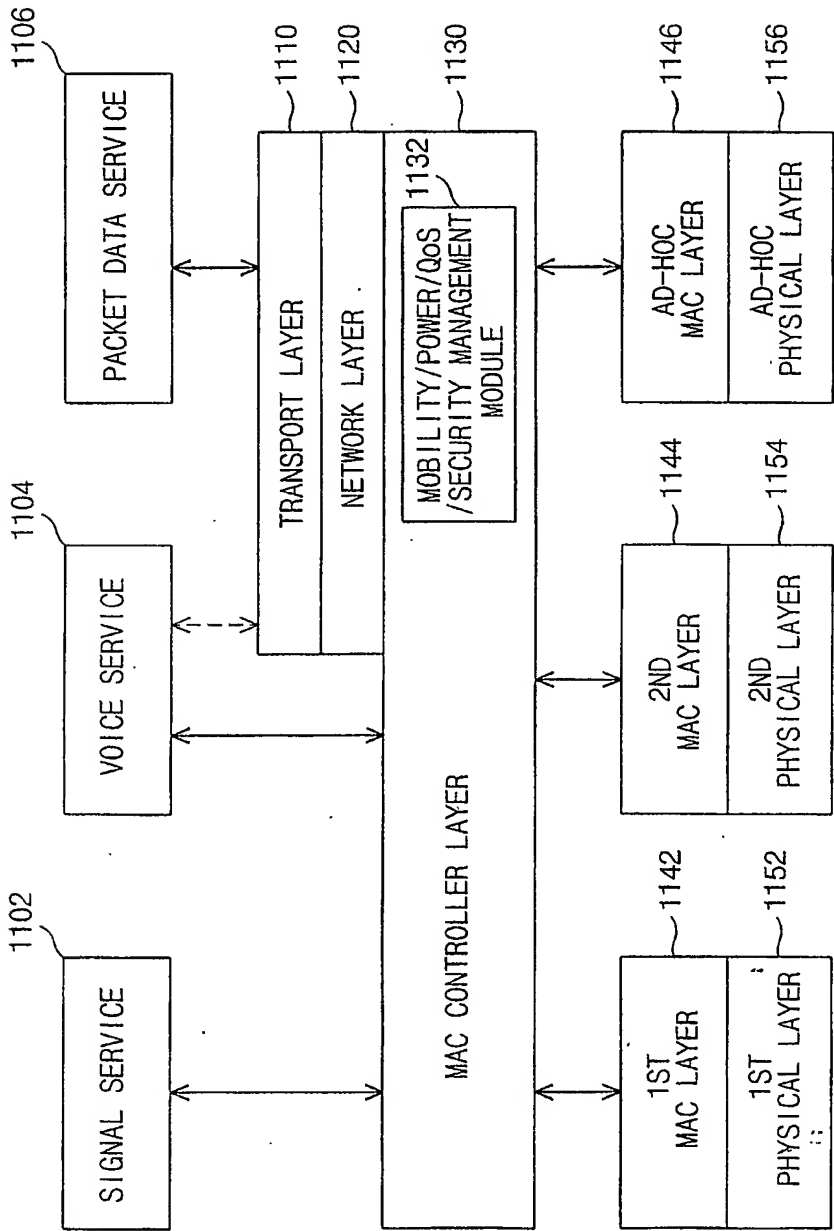 1102
SIGNAL SERVICE
1104
VOICE SERVICE
1106
PACKET DATA SERVICE
TRANSPORT LAYER
1110
NETWORK LAYER
1120
MAC CONTROLLER LAYER
1130
1132
MOBILITY/POWER/QoS
/SECURITY MANAGEMENT
MODULE
1ST
MAC LAYER
1142
1ST
PHYSICAL LAYER
1152
2ND
MAC LAYER
1144
2ND
PHYSICAL LAYER
1154
AD-HOC
MAC LAYER
1146
AD-HOC
PHYSICAL LAYER
1156